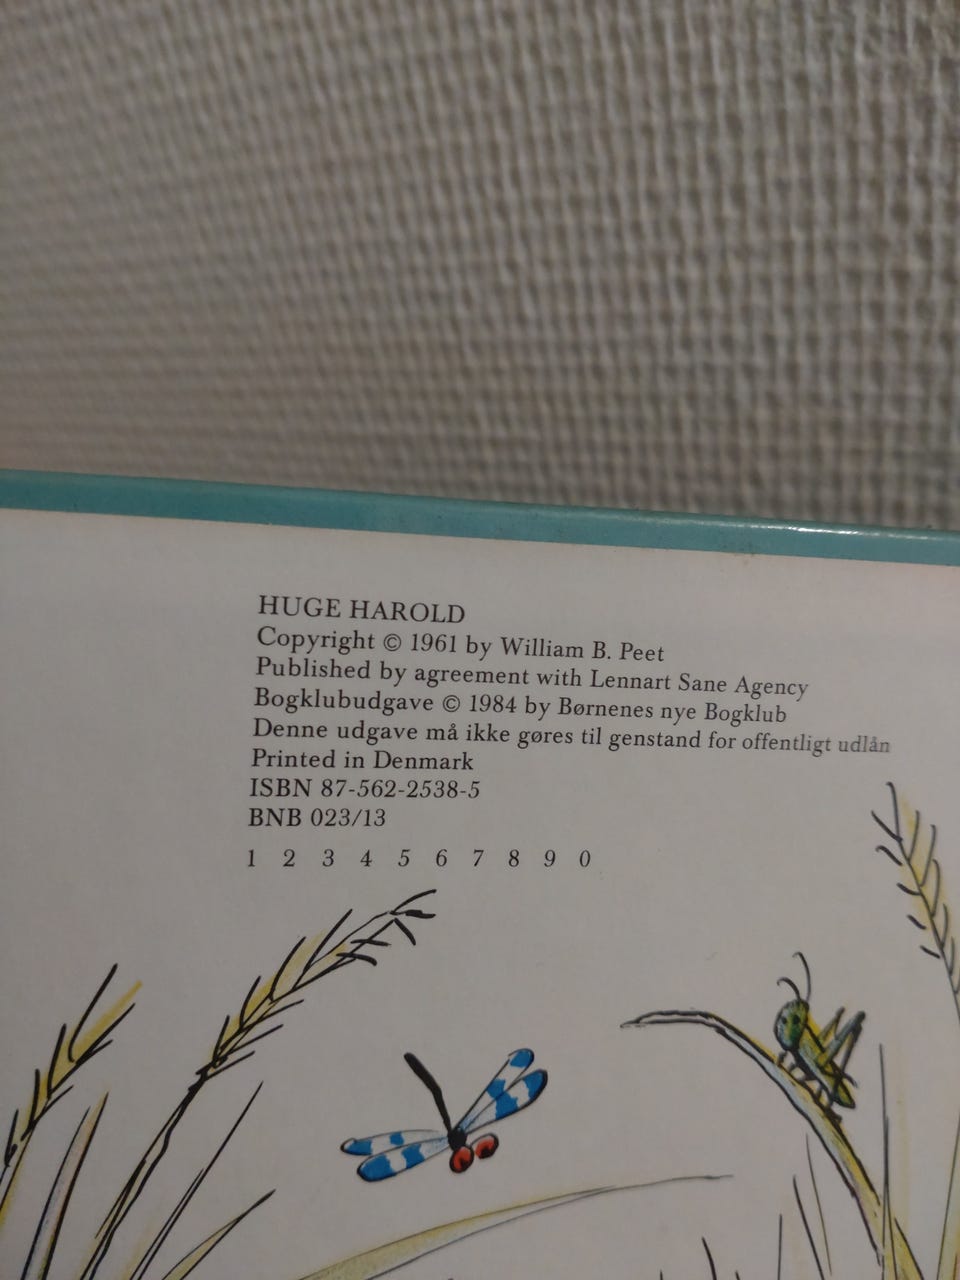 HUGE HAROLD
Copyright © 1961 by William B. Peet
Published by agreement with Lennart Sane Agency
Bogklubudgave © 1984 by Børnenes nye Bogklub
Denne udgave må ikke gøres til genstand for offentligt udlån
Printed in Denmark
ISBN 87-562-2538-5
BNB 023/13
1 2 3 4 5 6 7 8 9 0